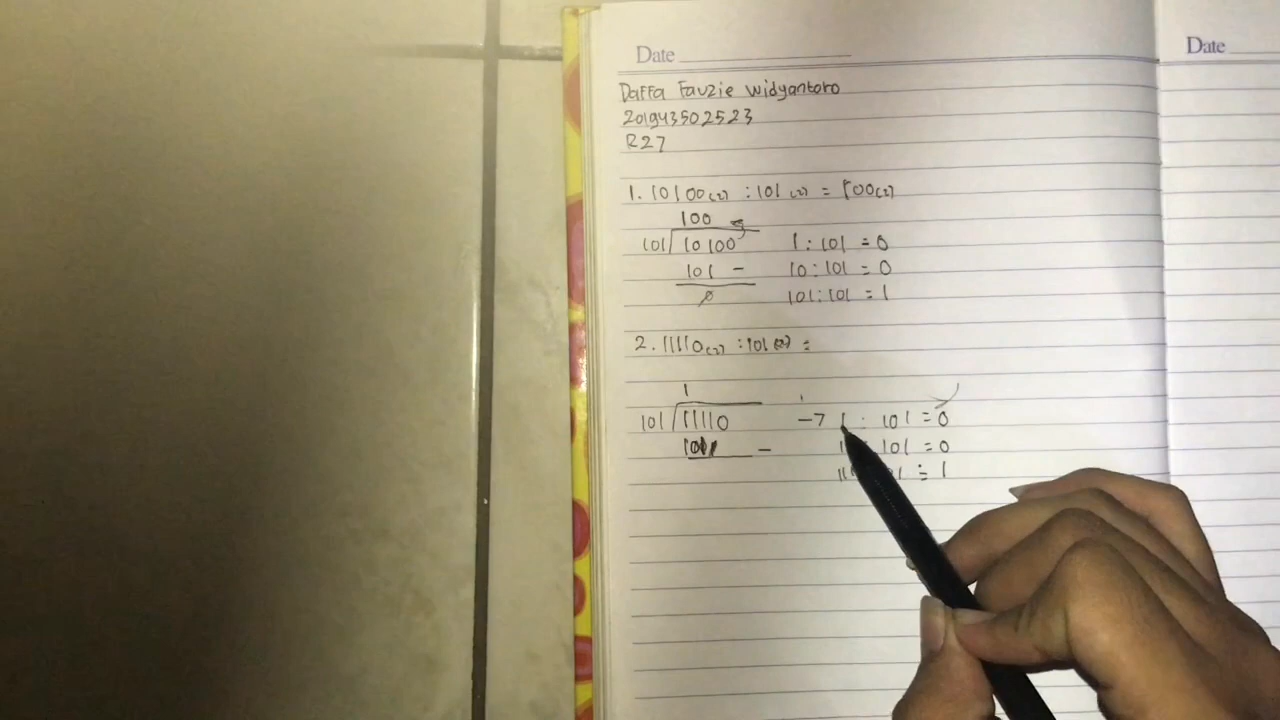 Date
Date
Daffa Fauzie Widyantoro
201943502523
R27
1. 10100(2) : 101(2) = 100(2)
100
101 10100 1 : 101 = 0
101 - 10 : 101 = 0
0 101 : 101 = 1
2. 11110(2) : 101(2) =
1
101 11110 → 1 : 101 = 0
101 - 101 = 0
= 1